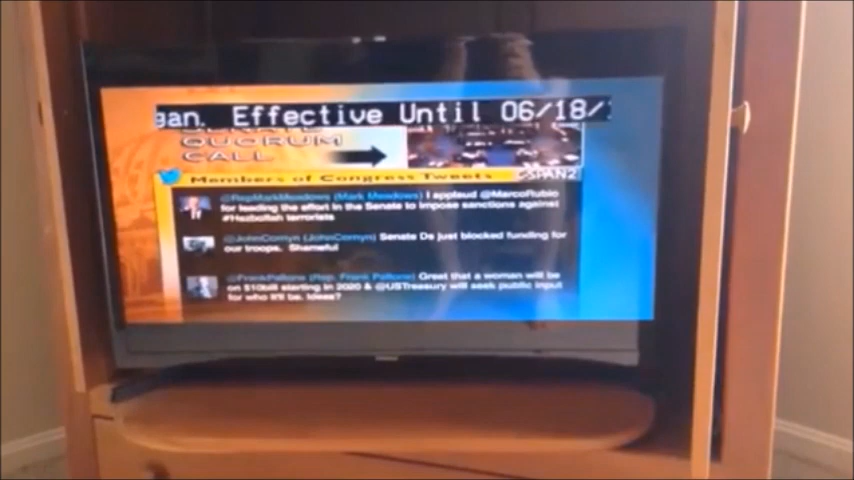 gan. Effective Until 06/18/
SENATE
QUORUM
CALL
Members of Congress Tweets
CSPAN2
@RepMarkMeadows (Mark Meadows) I applaud @MarcoRubio
for leading the effort in the Senate to impose sanctions against
#Hezbollah terrorists
@JohnCornyn (JohnCornyn) Senate Ds just blocked funding for
our troops. Shameful
@FrankPallone (Rep. Frank Pallone) Great that a woman will be
on $10bill starting in 2020 & @USTreasury will seek public input
for who it'll be. Ideas?